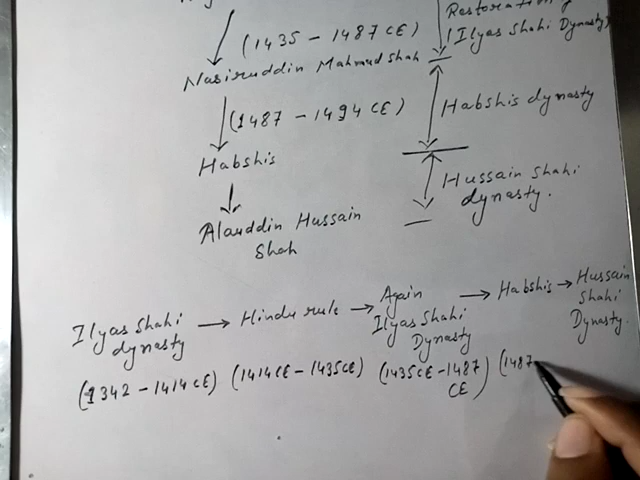 Restoration of
(Ilyas Shahi Dynasty)
(1435 - 1487 CE)
Nasiruddin Mahmud Shah
(1487 - 1494 CE)
Habshis dynasty
Habshis
Hussain Shahi
dynasty.
Alauddin Hussain
Shah
Ilyas Shahi
dynasty
Hindu rule
Again
Ilyas Shahi
Dynasty
Habshis
Hussain
Shahi
Dynasty.
(1342 - 1414 CE)
(1414 CE - 1435 CE)
(1435 CE - 1487
CE)
(1487